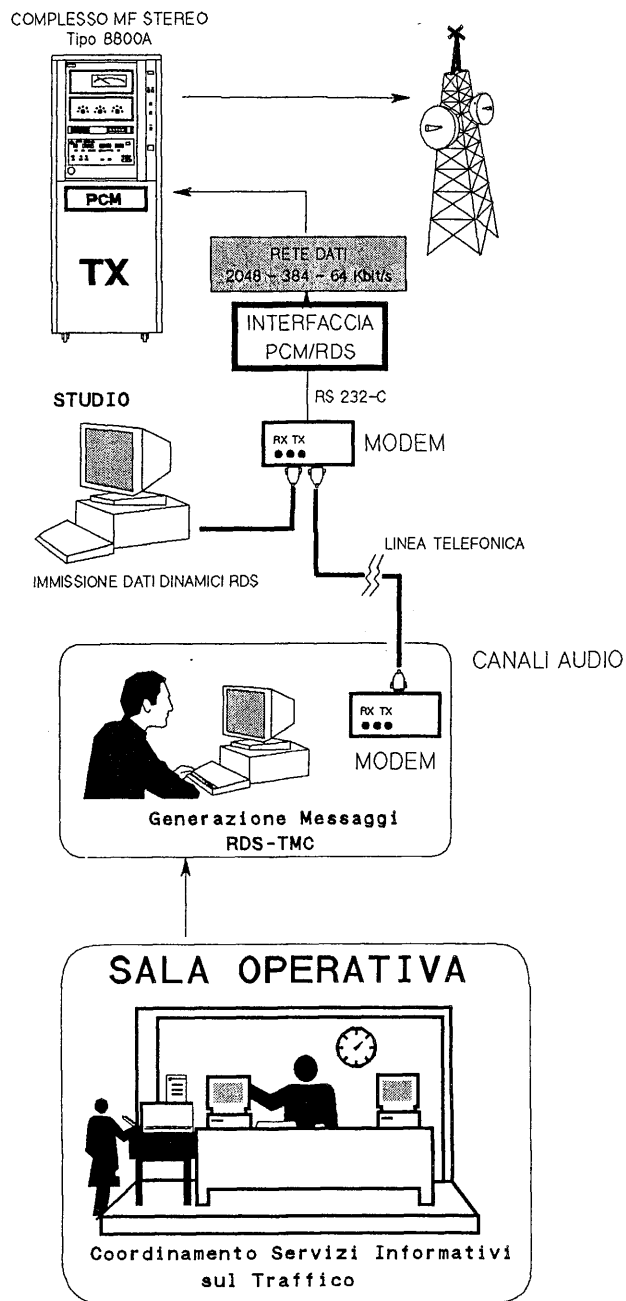 COMPLESSO MF STEREO
Tipo 8800A
PCM
TX
RETE DATI
2048 - 384 - 64 Kbit/s
INTERFACCIA
PCM/RDS
RS 232-C
STUDIO
RX TX
MODEM
LINEA TELEFONICA
IMMISSIONE DATI DINAMICI RDS
CANALI AUDIO
RX TX
MODEM
Generazione Messaggi
RDS-TMC
SALA OPERATIVA
Coordinamento Servizi Informativi
sul Traffico